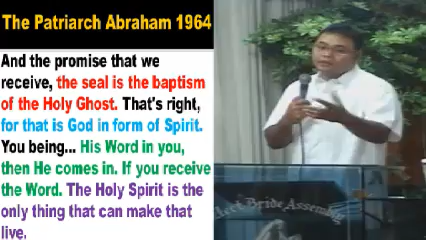 The Patriarch Abraham 1964
And the promise that we
receive, the seal is the baptism
of the Holy Ghost. That's right,
for that is God in form of Spirit.
You being... His Word in you,
then He comes in. If you receive
the Word. The Holy Spirit is the
only thing that can make that
live.
Bride Assembly